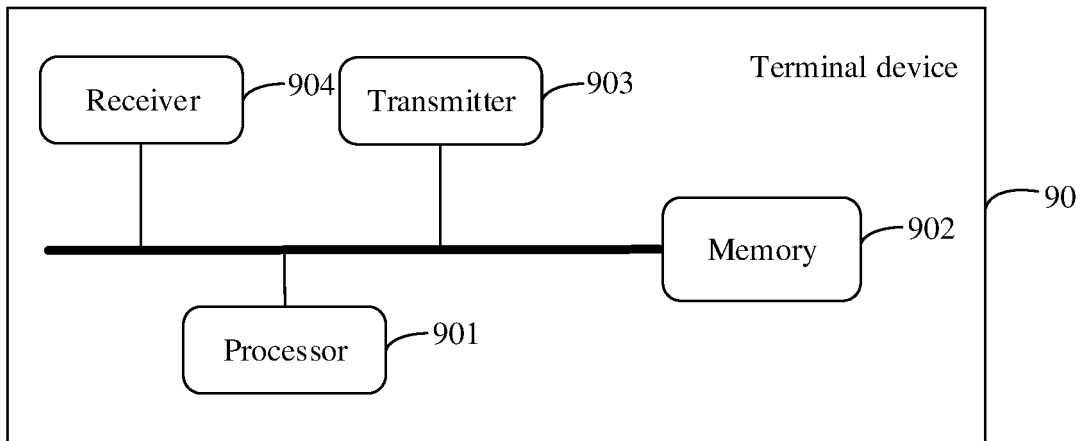 Receiver
904
Transmitter
903
Terminal device
90
Memory
902
Processor
901